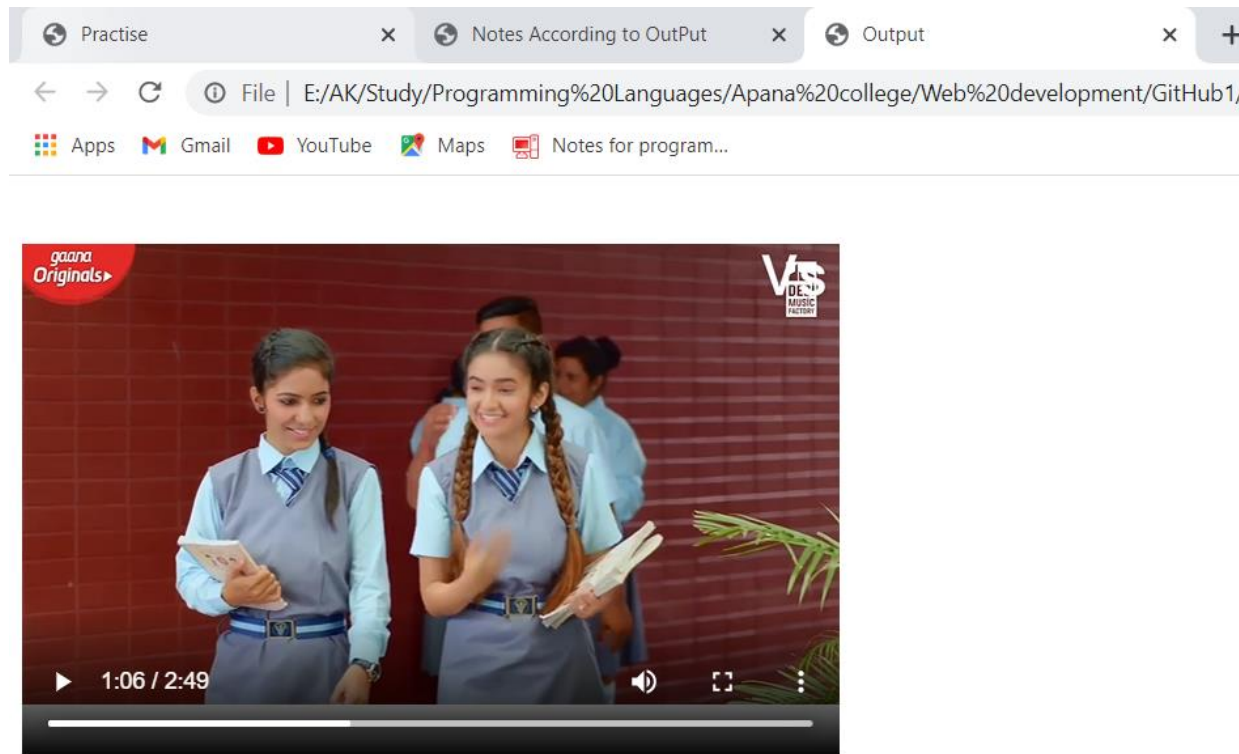 Practise
Notes According to OutPut
Output
File | E:/AK/Study/Programming%20Languages/Apana%20college/Web%20development/GitHub1/
Apps Gmail YouTube Maps Notes for program...
gaana
Originals
Vs
DESI
MUSIC
FACTORY
1:06 / 2:49